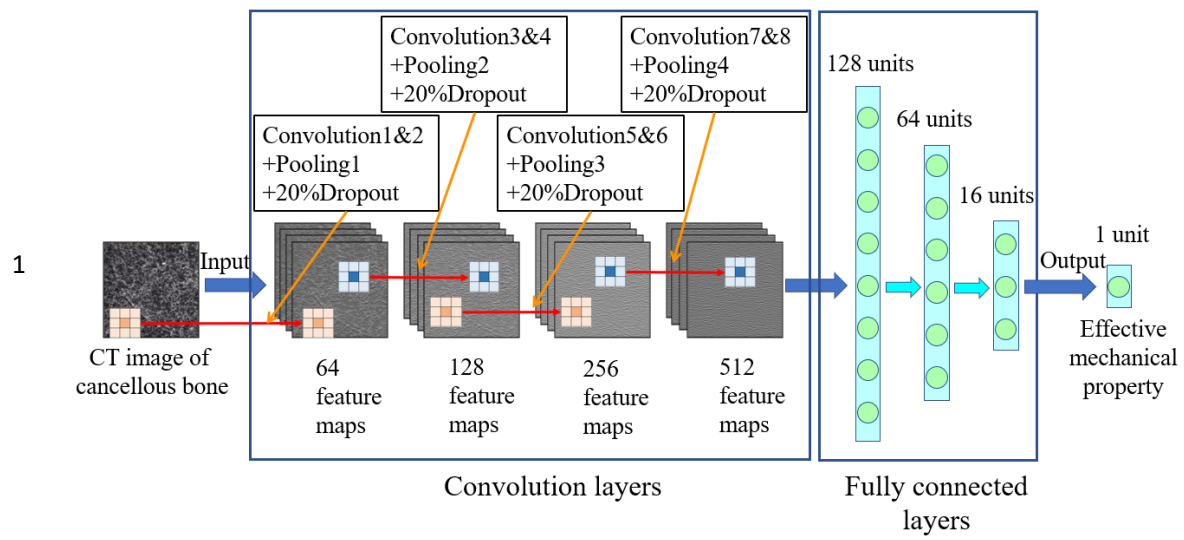 Convolution3&4
+Pooling2
+20%Dropout
Convolution7&8
+Pooling4
+20%Dropout
128 units
Convolution1&2
+Pooling1
+20%Dropout
Convolution5&6
+Pooling3
+20%Dropout
64 units
16 units
1
Input
Output
1 unit
CT image of
cancellous bone
64
feature
maps
128
feature
maps
256
feature
maps
512
feature
maps
Effective
mechanical
property
Convolution layers
Fully connected
layers